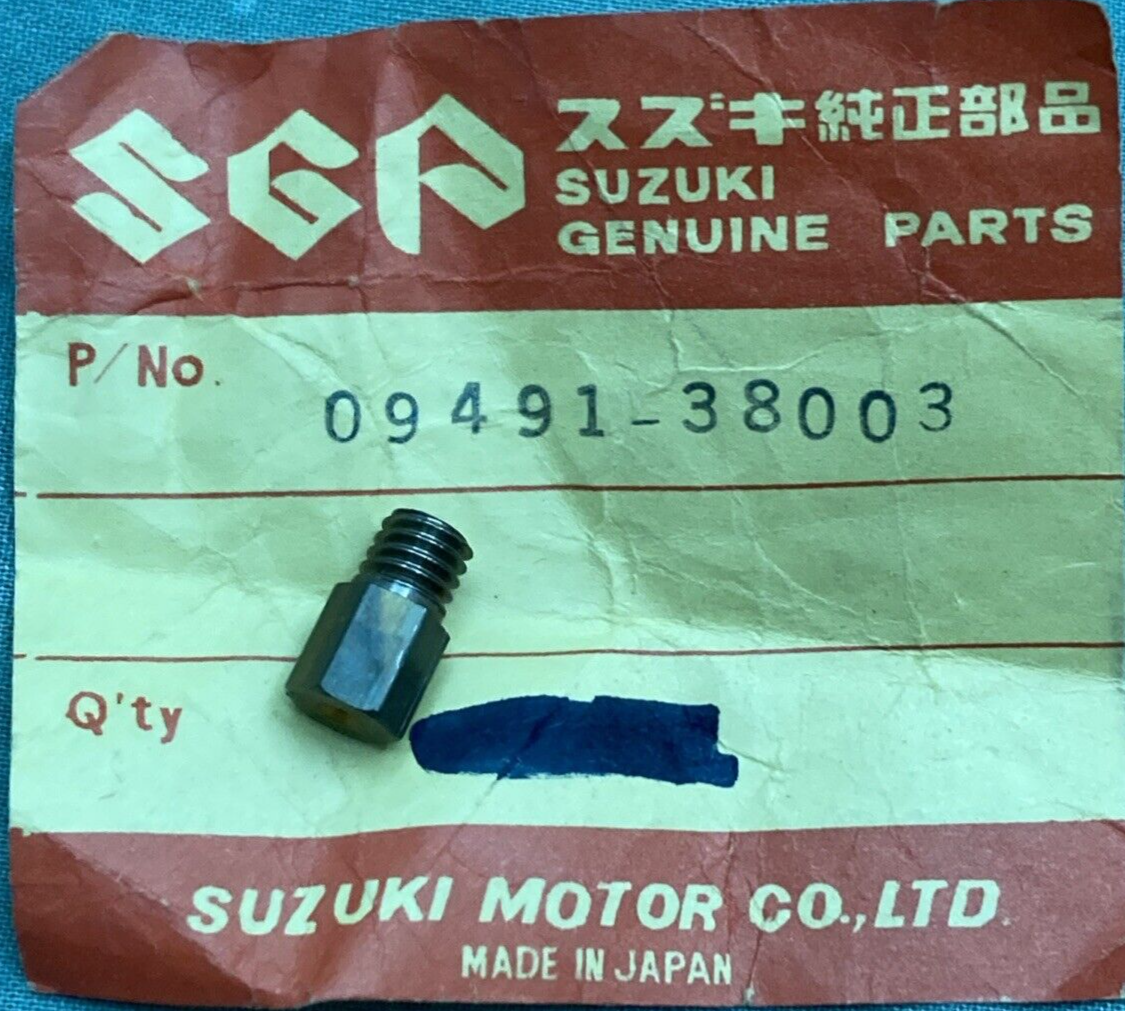 SGP
スズキ純正部品
SUZUKI
GENUINE PARTS
P/No.
09491-38003
Q'ty
SUZUKI MOTOR CO.,LTD.
MADE IN JAPAN